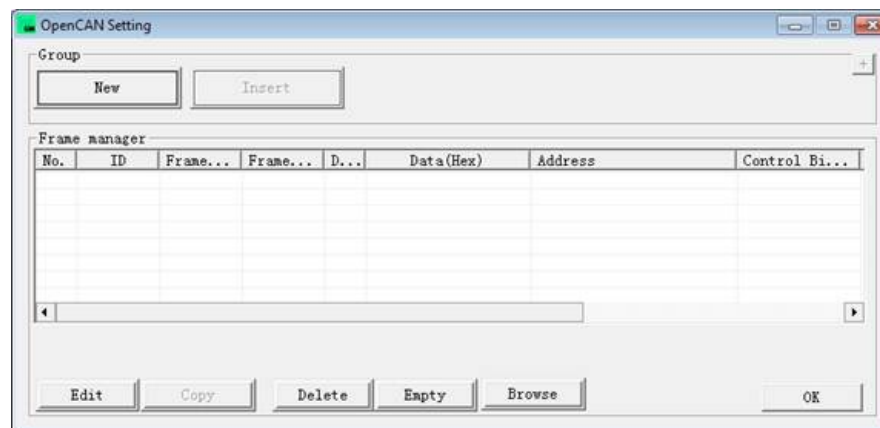 OpenCAN Setting
Group
New Insert +
Frame manager
No. ID Frame... Frame... D... Data(Hex) Address Control Bi...
Edit Copy Delete Empty Browse OK